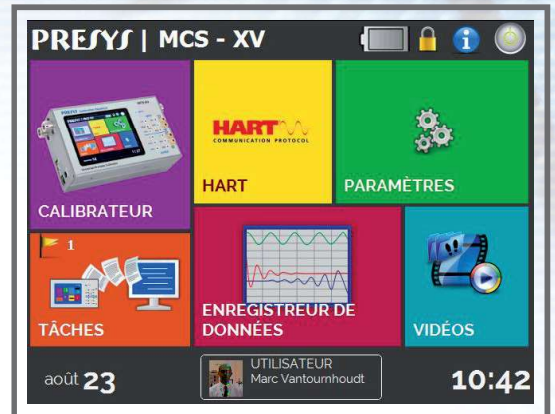 PRESYS | MCS - XV
HART
COMMUNICATION PROTOCOL
CALIBRATEUR
HART
PARAMÈTRES
1
TÂCHES
ENREGISTREUR DE
DONNÉES
VIDÉOS
août 23
UTILISATEUR
Marc Vantournhoudt
10:42